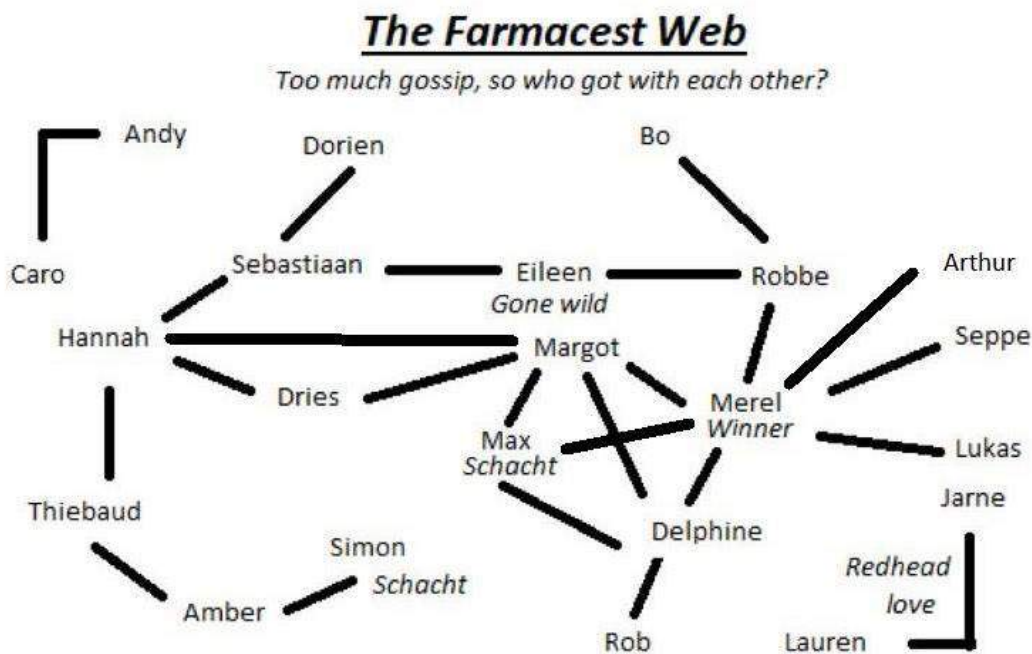 The Farmacest Web
Too much gossip, so who got with each other?
Andy
Dorien
Bo
Caro
Sebastiaan
Eileen
Gone wild
Robbe
Arthur
Hannah
Margot
Seppe
Dries
Merel
Winner
Max
Schacht
Lukas
Thiebaud
Delphine
Jarne
Simon
Schacht
Redhead
love
Amber
Rob
Lauren